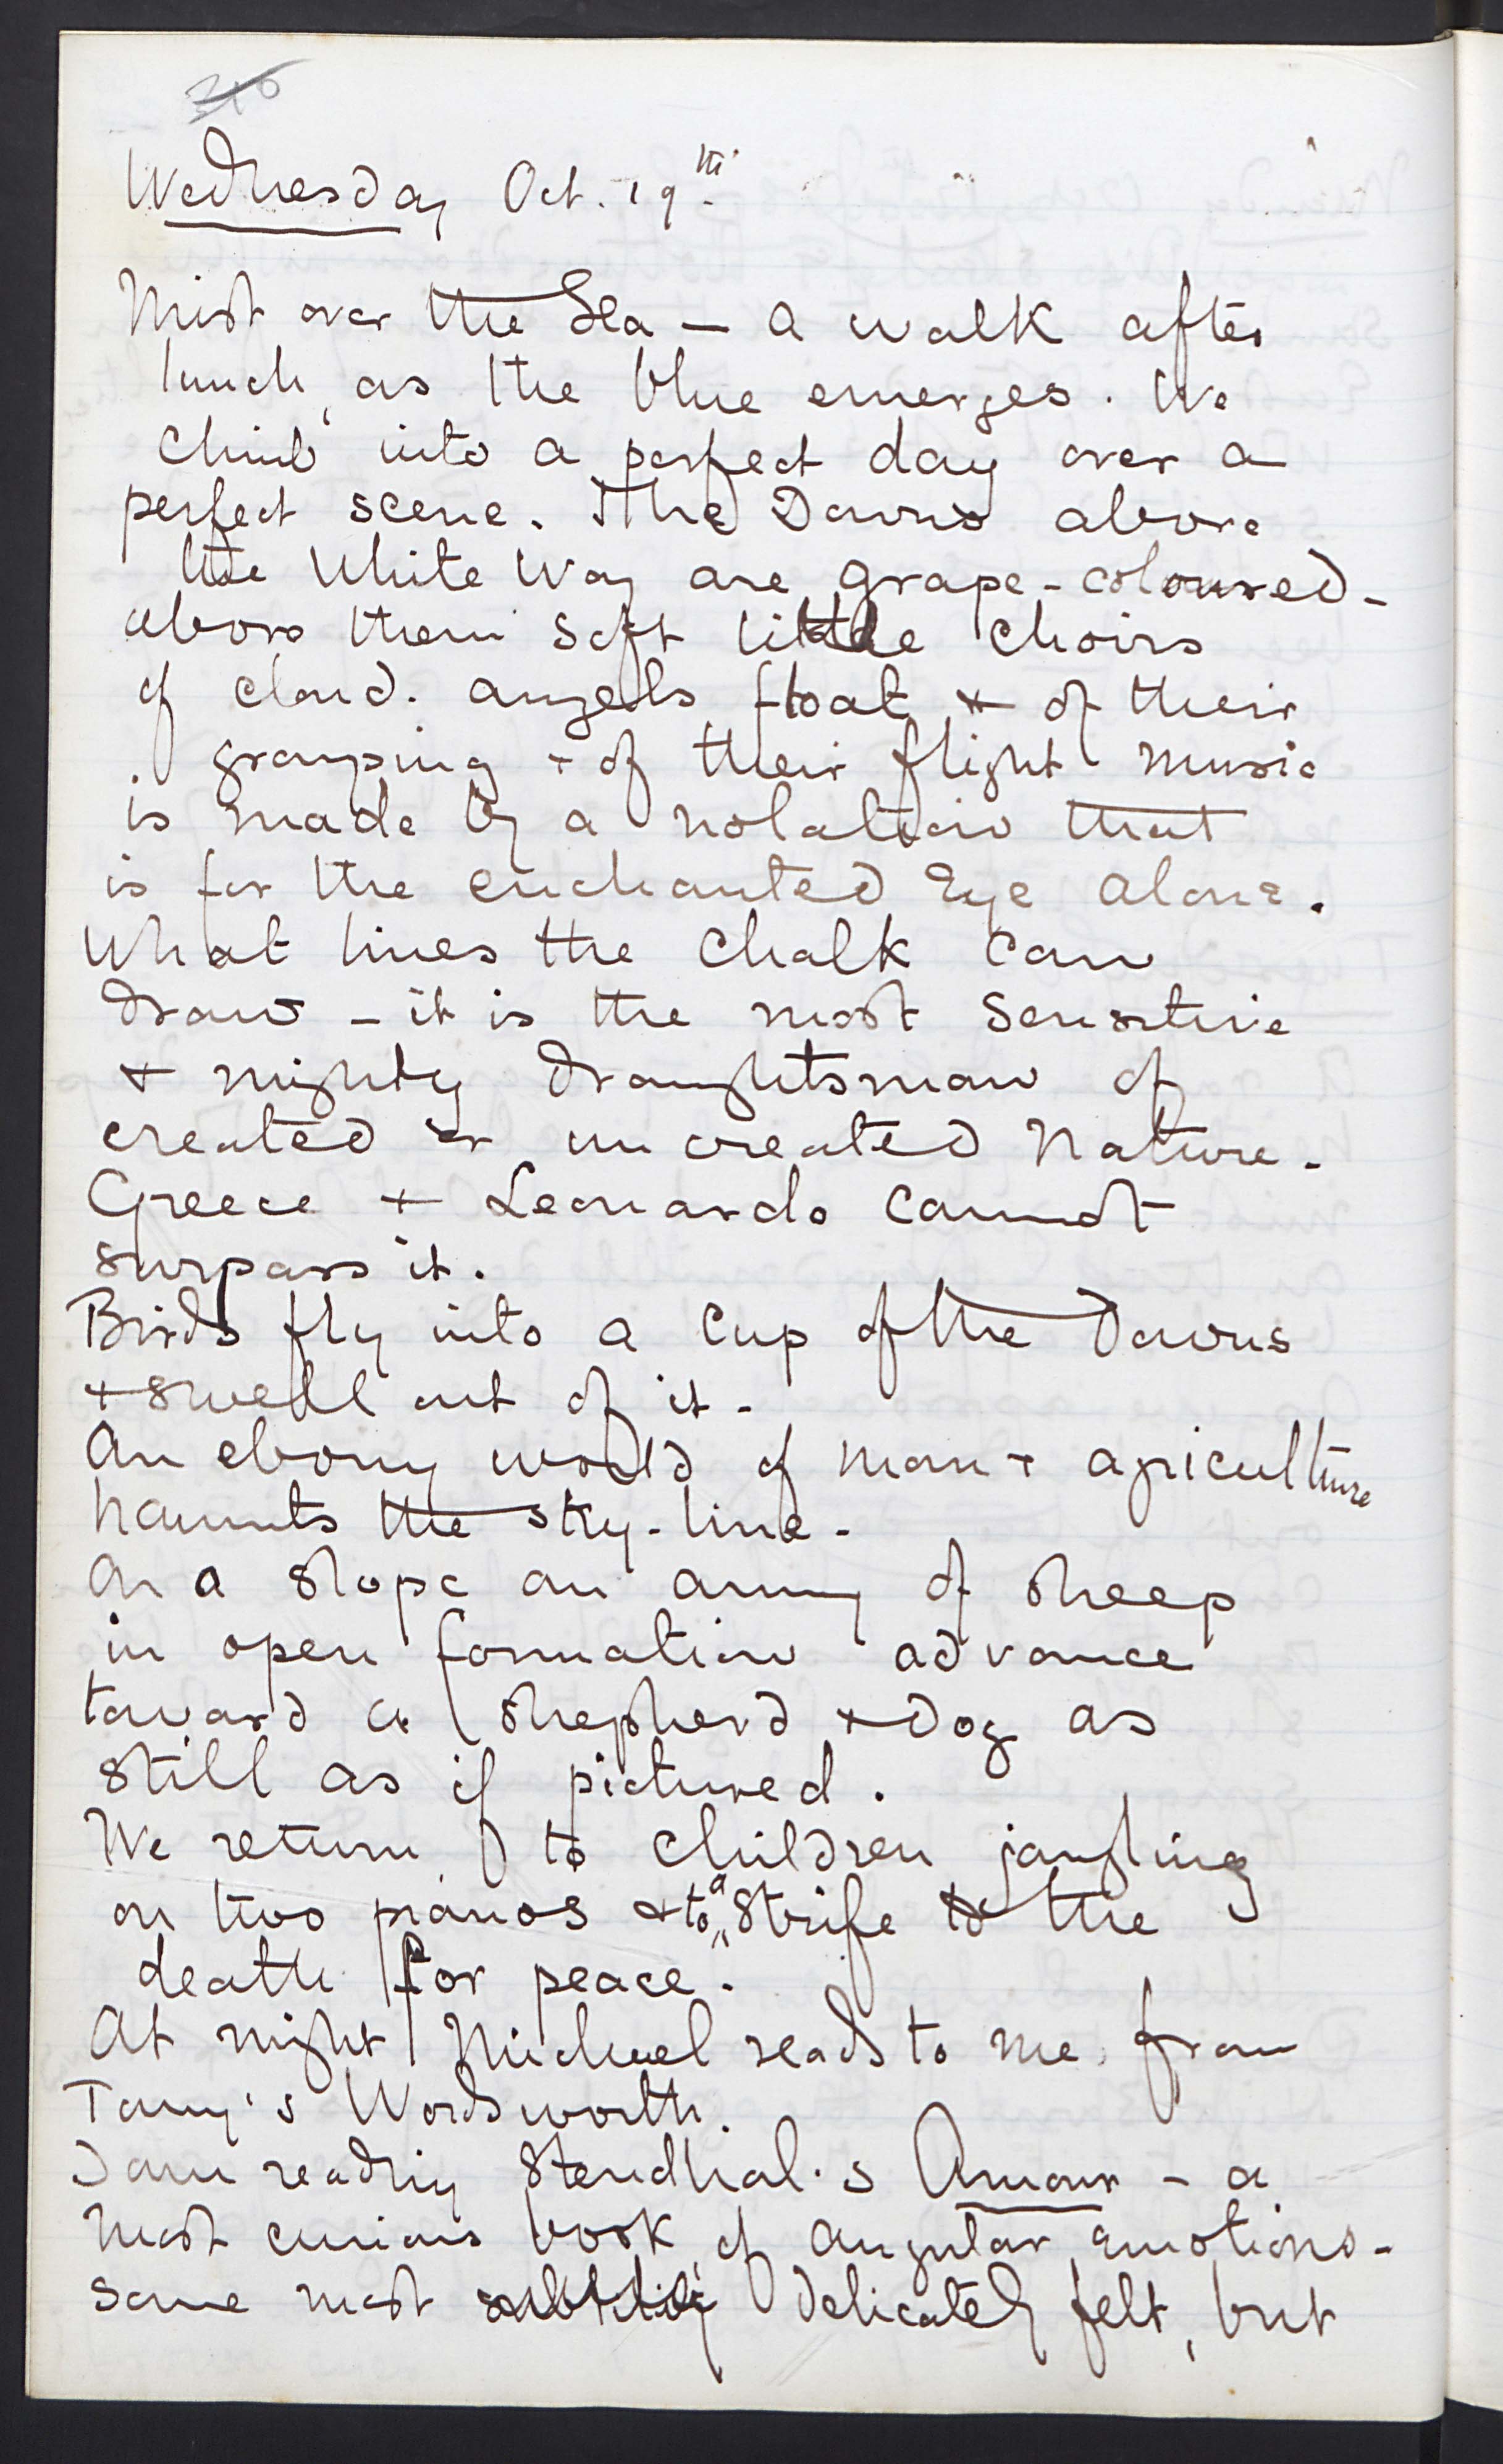 Wednesday Oct. 19th.
Mist over the Sea — a walk after
lunch, as the blue emerges. We
climb into a perfect day over a
perfect scene. The Downs above
the White Way are grape-coloured -
above them soft little choirs
of cloud-angels float & of their
grouping & of their flight music
is made by a notation that
is for the enchanted Eye alone.
What lines the chalk can
draw - it is the most sensitive
& mighty draughtsman of
created or uncreated Nature.
Greece & Leonardo cannot
surpass it.
Birds fly into a cup of the Downs
& swell out of it -
An ebony world of man & agriculture
haunts the sky-line -
On a slope an army of sheep
in open formation advance
toward a shepherd & dog as
still as if pictured.
We return to children jangling
on two pianos & to a strife to the
death for peace.
At night Michael reads to me from
Tommy's Wordsworth.
I am reading Stendhal's Amour - a
most curious book of angular emotions -
some most delicately felt, but